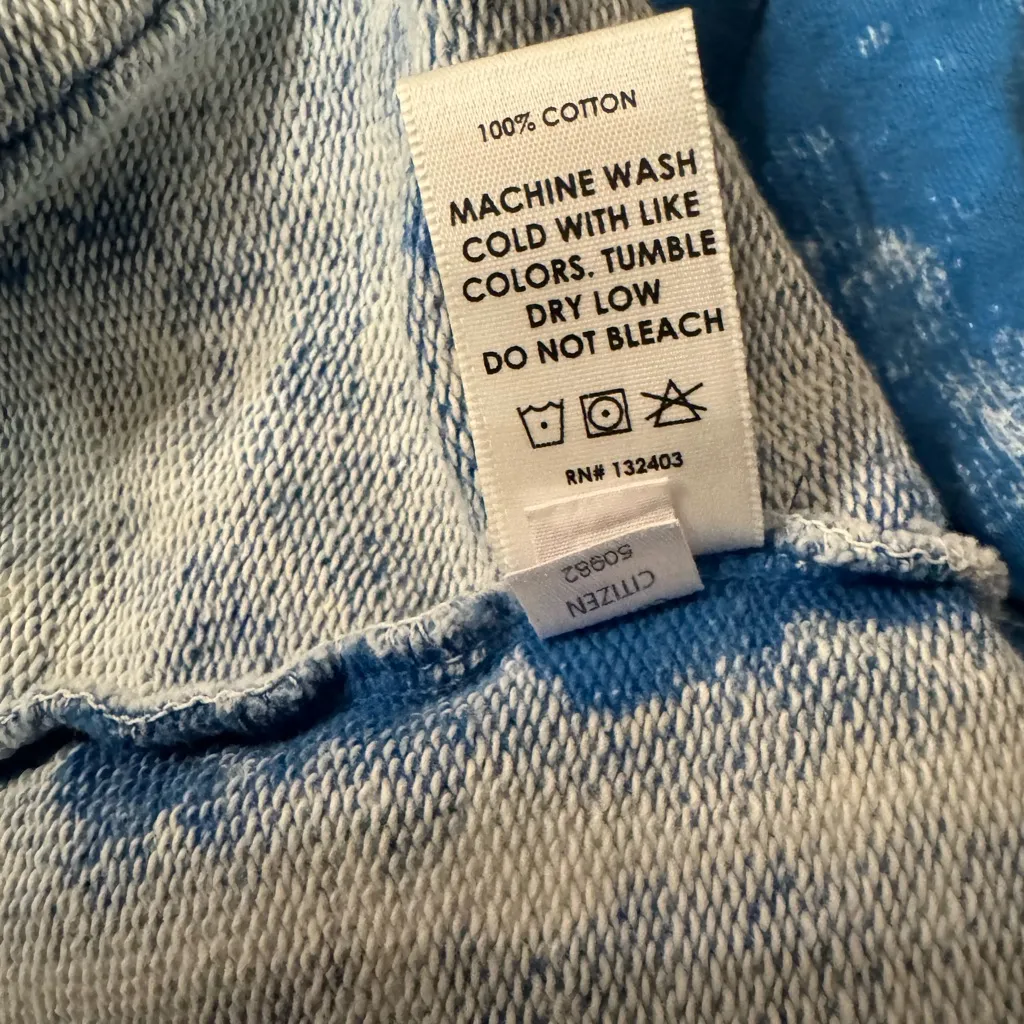 100% COTTON
MACHINE WASH
COLD WITH LIKE
COLORS. TUMBLE
DRY LOW
DO NOT BLEACH
RN# 132403
CITIZEN
50982